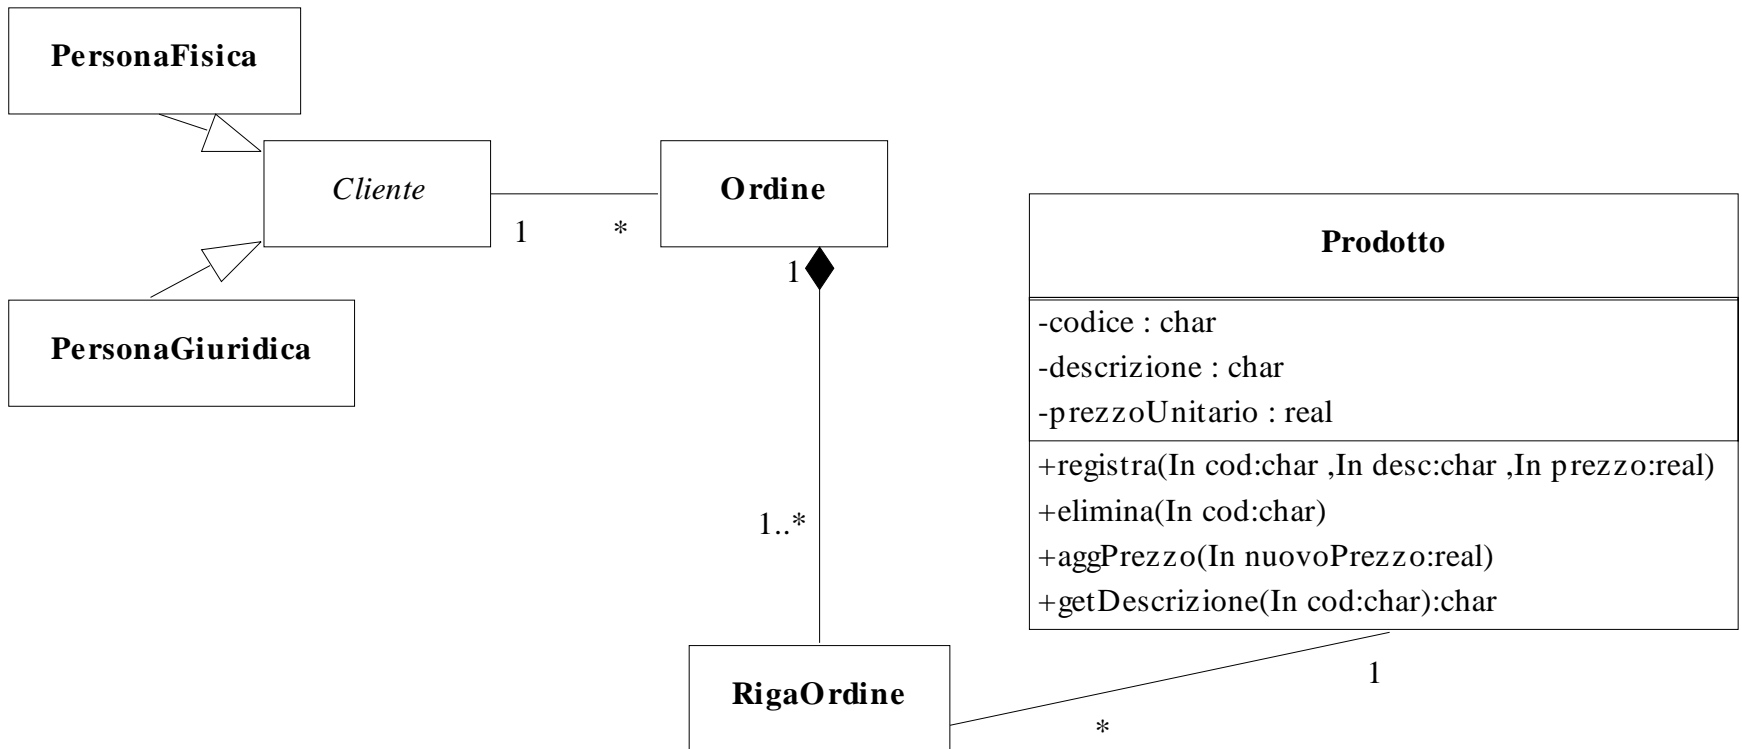 PersonaFisica
Cliente
1
*
Ordine
1
PersonaGiuridica
Prodotto
-codice : char
-descrizione : char
-prezzoUnitario : real
+registra(In cod:char ,In desc:char ,In prezzo:real)
+elimina(In cod:char)
+aggPrezzo(In nuovoPrezzo:real)
+getDescrizione(In cod:char):char
1..*
RigaOrdine
1
*